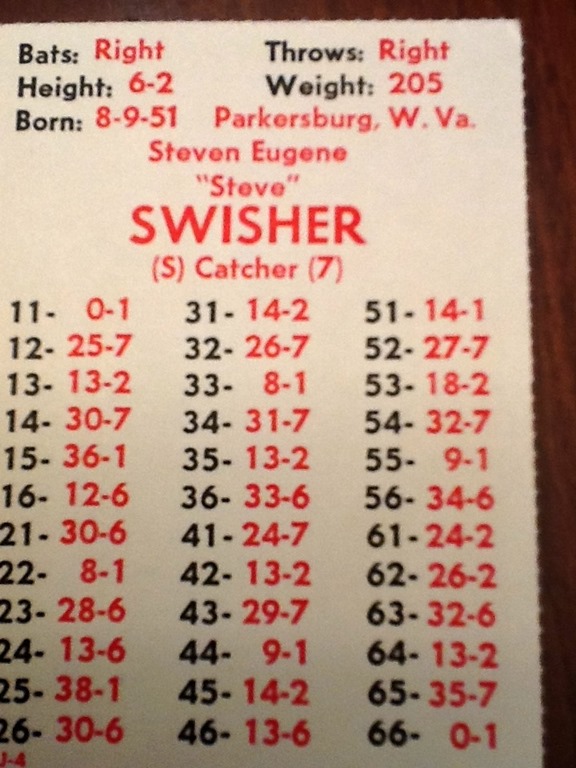 Bats: Right Throws: Right
Height: 6-2 Weight: 205
Born: 8-9-51 Parkersburg, W. Va.
Steven Eugene
"Steve"
SWISHER
(S) Catcher (7)
11- 0-1 31- 14-2 51- 14-1
12- 25-7 32- 26-7 52- 27-7
13- 13-2 33- 8-1 53- 18-2
14- 30-7 34- 31-7 54- 32-7
15- 36-1 35- 13-2 55- 9-1
16- 12-6 36- 33-6 56- 34-6
21- 30-6 41- 24-7 61- 24-2
22- 8-1 42- 13-2 62- 26-2
23- 28-6 43- 29-7 63- 32-6
24- 13-6 44- 9-1 64- 13-2
25- 38-1 45- 14-2 65- 35-7
26- 30-6 46- 13-6 66- 0-1
J-4